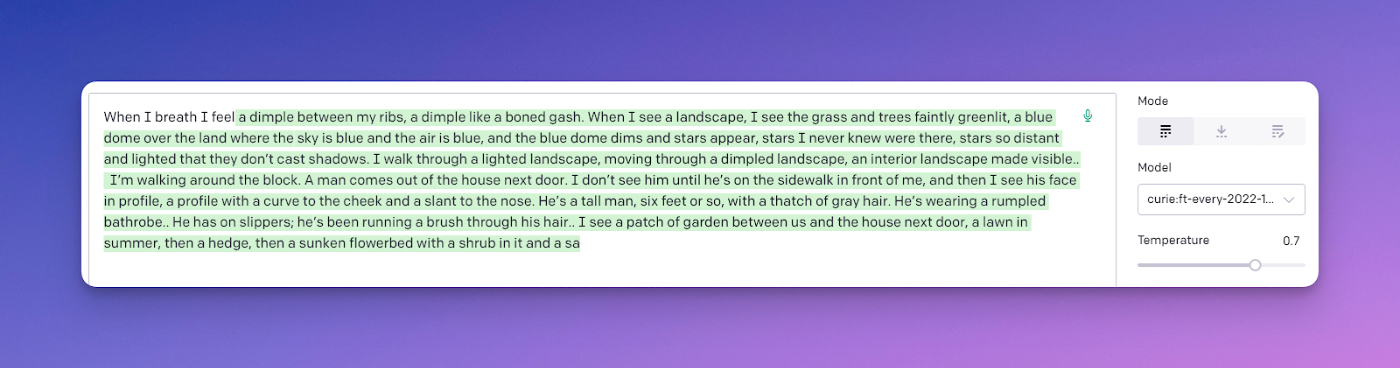 When I breath I feel a dimple between my ribs, a dimple like a boned gash. When I see a landscape, I see the grass and trees faintly greenlit, a blue
dome over the land where the sky is blue and the air is blue, and the blue dome dims and stars appear, stars I never knew were there, stars so distant
and lighted that they don’t cast shadows. I walk through a lighted landscape, moving through a dimpled landscape, an interior landscape made visible..
I’m walking around the block. A man comes out of the house next door. I don’t see him until he’s on the sidewalk in front of me, and then I see his face
in profile, a profile with a curve to the cheek and a slant to the nose. He’s a tall man, six feet or so, with a thatch of gray hair. He’s wearing a rumpled
bathrobe.. He has on slippers; he’s been running a brush through his hair.. I see a patch of garden between us and the house next door, a lawn in
summer, then a hedge, then a sunken flowerbed with a shrub in it and a sa
Mode
Model
curie:ft-every-2022-1...
Temperature 0.7